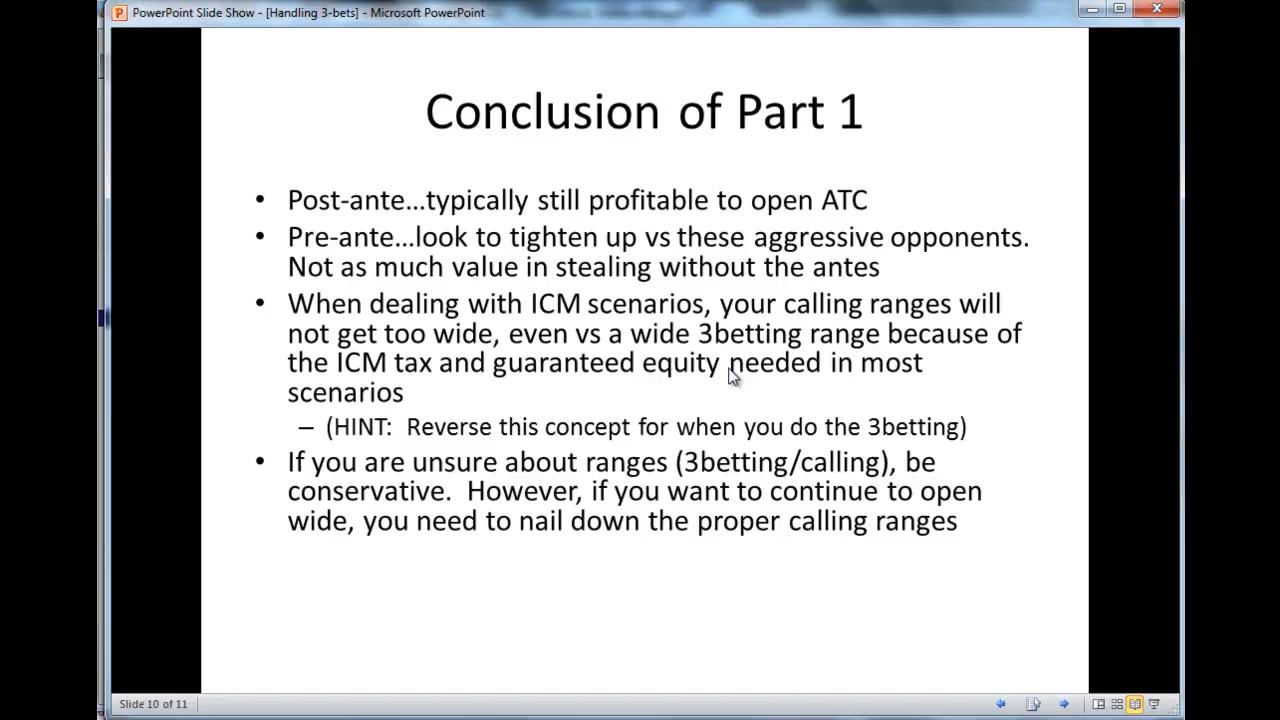 PowerPoint Slide Show - [Handling 3-bets] - Microsoft PowerPoint
Conclusion of Part 1
• Post-ante...typically still profitable to open ATC
• Pre-ante...look to tighten up vs these aggressive opponents.
Not as much value in stealing without the antes
• When dealing with ICM scenarios, your calling ranges will
not get too wide, even vs a wide 3betting range because of
the ICM tax and guaranteed equity needed in most
scenarios
– (HINT:  Reverse this concept for when you do the 3betting)
• If you are unsure about ranges (3betting/calling), be
conservative.  However, if you want to continue to open
wide, you need to nail down the proper calling ranges
Slide 10 of 11